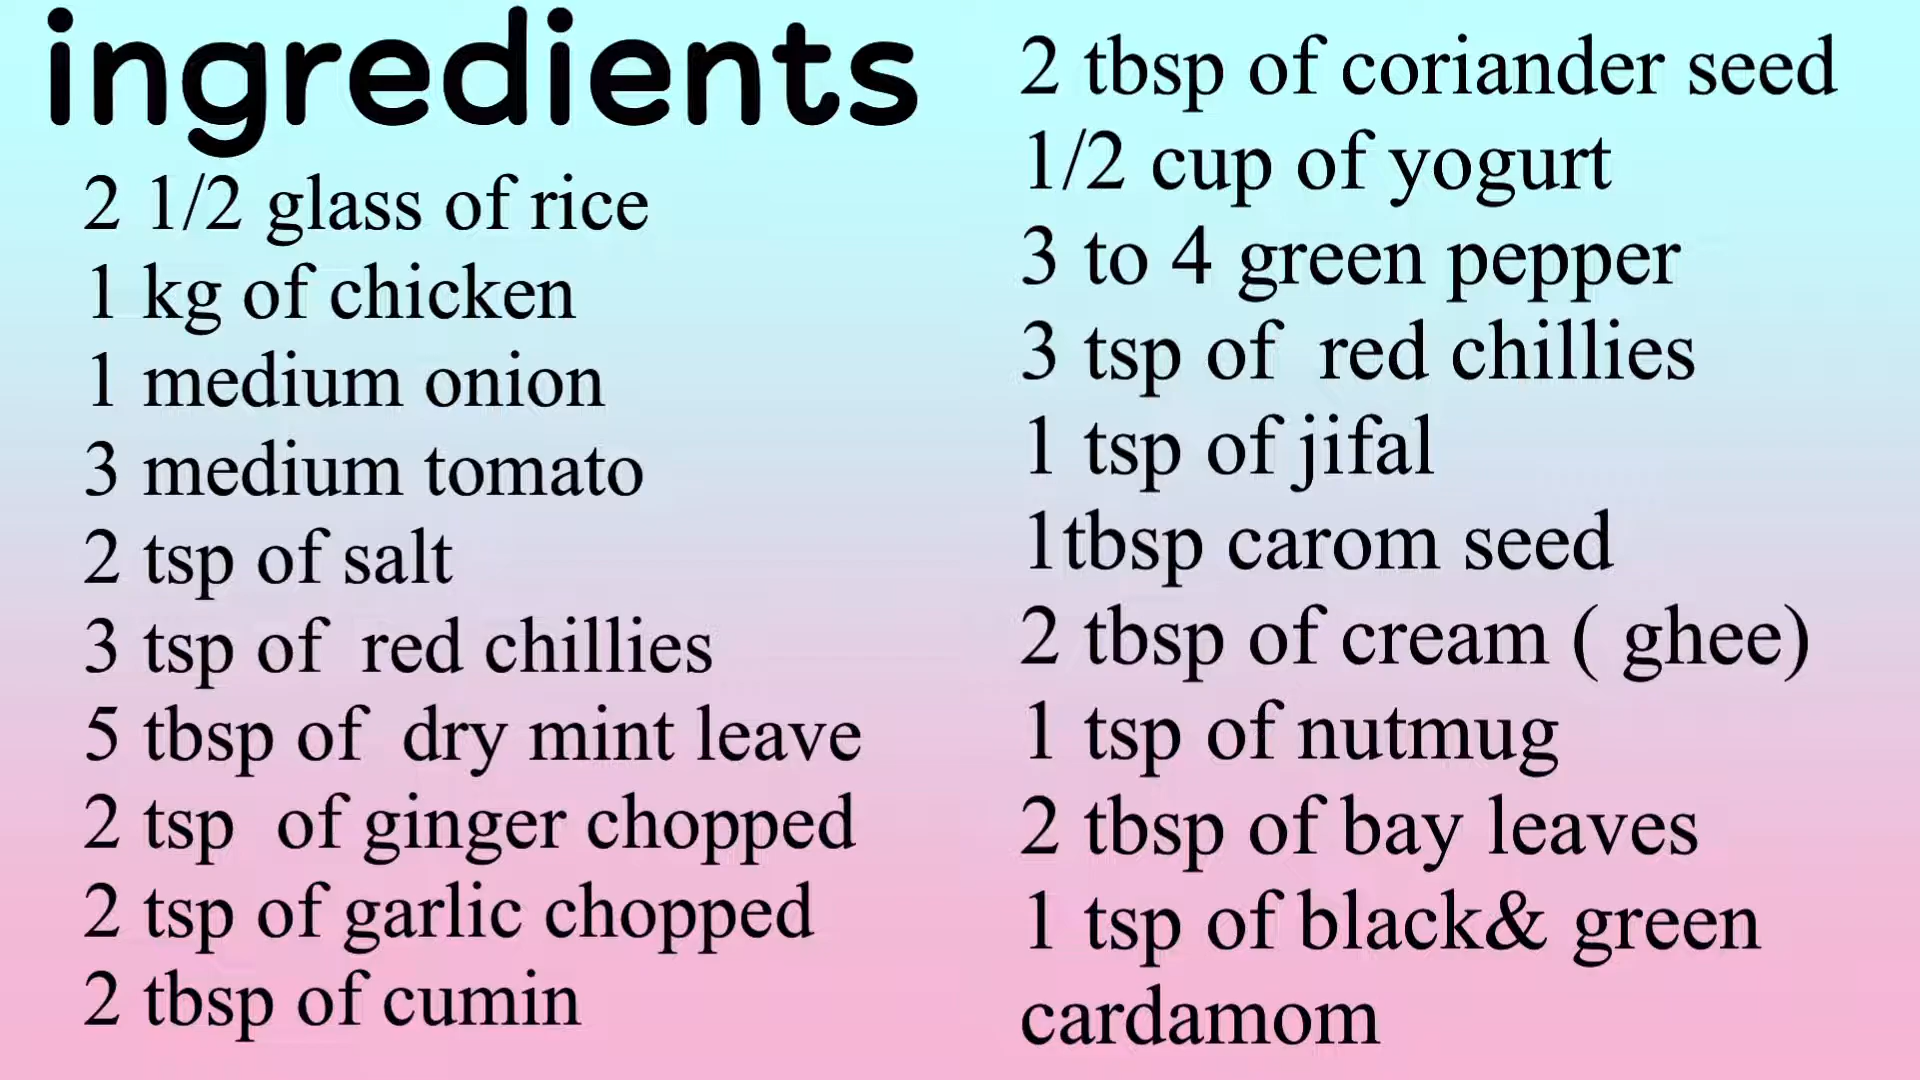 ingredients
2 1/2 glass of rice
1 kg of chicken
1 medium onion
3 medium tomato
2 tsp of salt
3 tsp of  red chillies
5 tbsp of  dry mint leave
2 tsp  of ginger chopped
2 tsp of garlic chopped
2 tbsp of cumin
2 tbsp of coriander seed
1/2 cup of yogurt
3 to 4 green pepper
3 tsp of  red chillies
1 tsp of jifal
1tbsp carom seed
2 tbsp of cream ( ghee)
1 tsp of nutmug
2 tbsp of bay leaves
1 tsp of black& green
cardamom